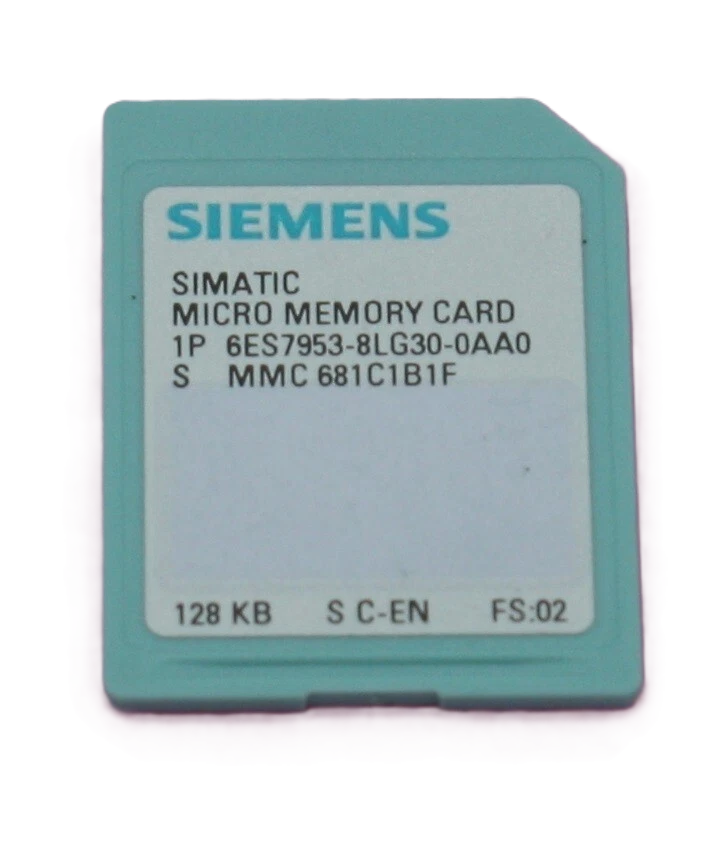 SIEMENS
SIMATIC
MICRO MEMORY CARD
1P 6ES7953-8LG30-0AA0
S MMC 681C1B1F
128 KB S C-EN FS:02